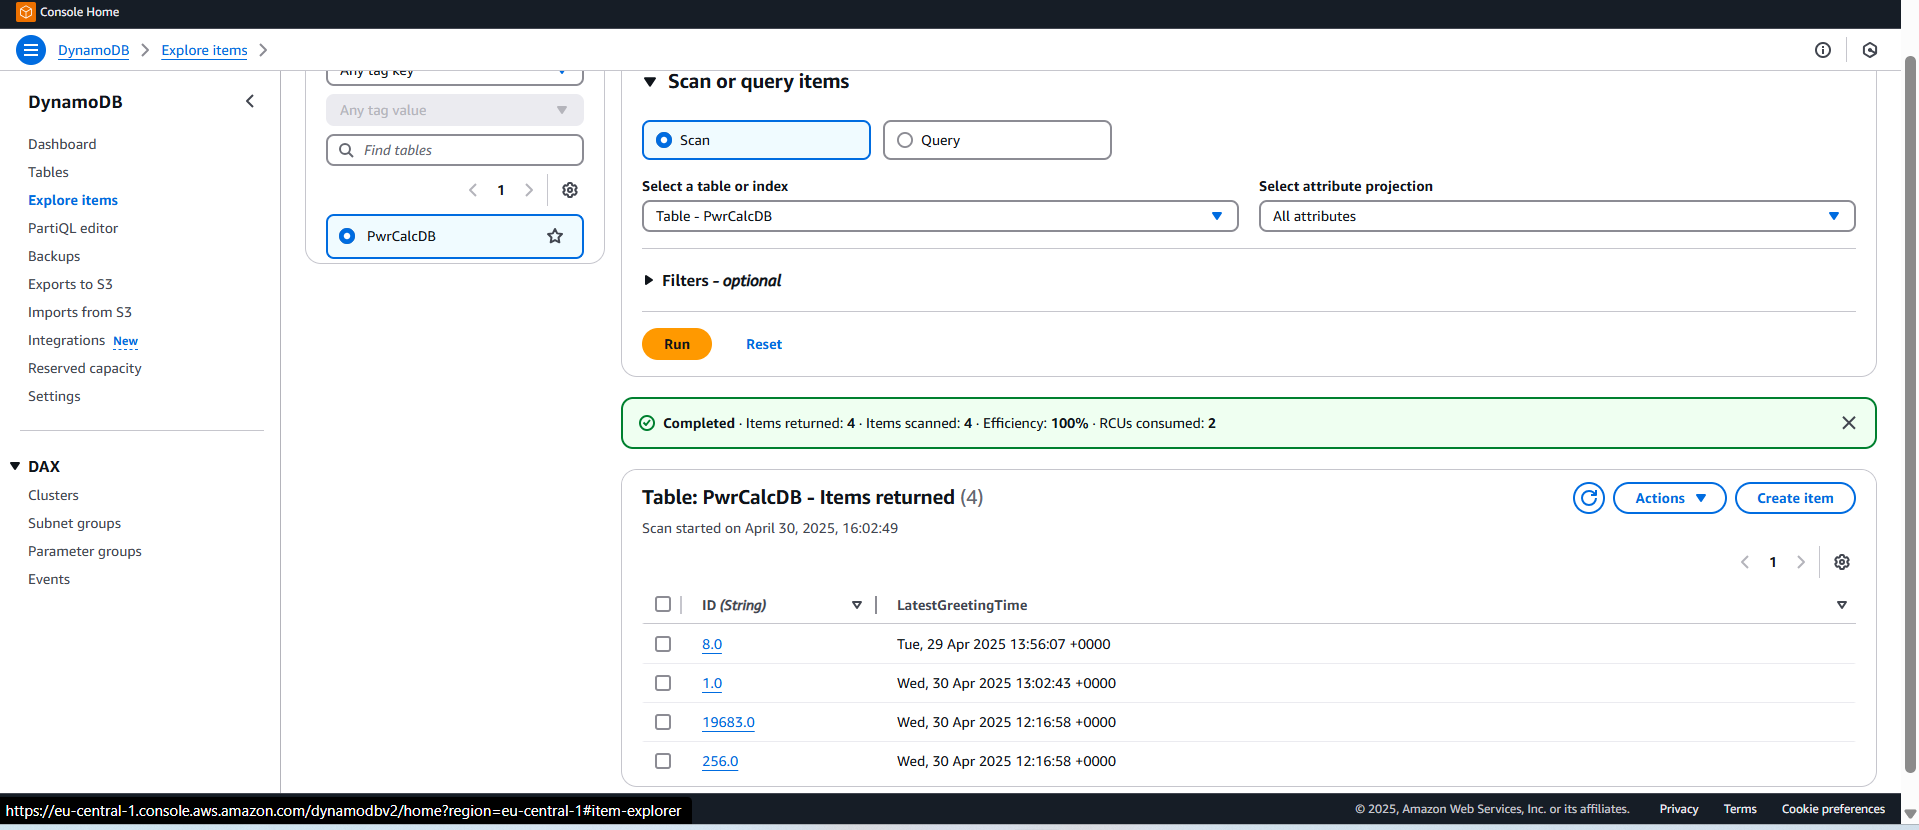 Console Home
DynamoDB
Explore items
DynamoDB
Dashboard
Tables
Explore items
PartiQL editor
Backups
Exports to S3
Imports from S3
Integrations New
Reserved capacity
Settings
DAX
Clusters
Subnet groups
Parameter groups
Events
Any tag key
Any tag value
Find tables
1
PwrCalcDB
Scan or query items
Scan
Query
Select a table or index
Table - PwrCalcDB
Select attribute projection
All attributes
Filters - optional
Run
Reset
Completed · Items returned: 4 · Items scanned: 4 · Efficiency: 100% · RCUs consumed: 2
Table: PwrCalcDB - Items returned (4)
Scan started on April 30, 2025, 16:02:49
Actions
Create item
1
ID (String) LatestGreetingTime
8.0 Tue, 29 Apr 2025 13:56:07 +0000
1.0 Wed, 30 Apr 2025 13:02:43 +0000
19683.0 Wed, 30 Apr 2025 12:16:58 +0000
256.0 Wed, 30 Apr 2025 12:16:58 +0000
https://eu-central-1.console.aws.amazon.com/dynamodbv2/home?region=eu-central-1#item-explorer
© 2025, Amazon Web Services, Inc. or its affiliates. Privacy Terms Cookie preferences